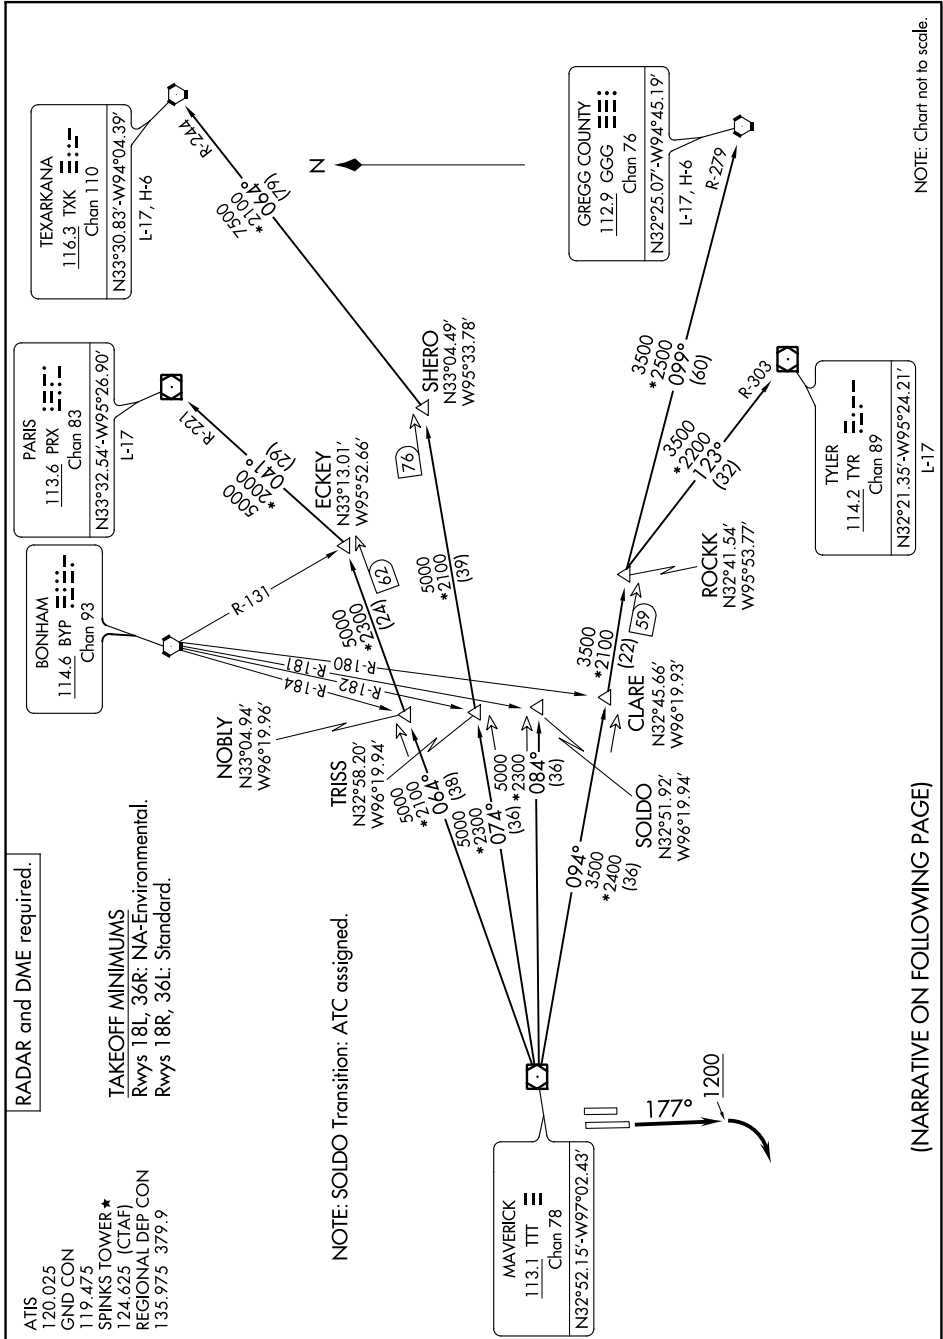 RADAR and DME required.
ATIS
120.025
GND CON
119.475
SPINKS TOWER ★
124.625 (CTAF)
REGIONAL DEP CON
135.975 379.9
TAKEOFF MINIMUMS
Rwys 18L, 36R: NA-Environmental.
Rwys 18R, 36L: Standard.
NOTE: SOLDO Transition: ATC assigned.
BONHAM
114.6 BYP
Chan 93
PARIS
113.6 PRX
Chan 83
N33°32.54'-W95°26.90'
L-17
TEXARKANA
116.3 TXK
Chan 110
N33°30.83'-W94°04.39'
L-17, H-6
R-244
7500
*2100
064°
(79)
R-221
5000
*2000
041°
(29)
R-131
R-184
R-182
R-181
R-180
N
NOBLY
N33°04.94'
W96°19.96'
ECKEY
N33°13.01'
W95°52.66'
5000
*2300
(24)
62
SHERO
N33°04.49'
W95°33.78'
76
5000
*2100
(39)
TRISS
N32°58.20'
W96°19.94'
5000
*2100
064°
(38)
5000
*2300
074°
(36)
5000
*2300
084°
(36)
SOLDO
N32°51.92'
W96°19.94'
094°
3500
*2400
(36)
CLARE
N32°45.66'
W96°19.93'
3500
*2100
(22)
59
ROCKK
N32°41.54'
W95°53.77'
3500
*2500
099°
(60)
R-279
3500
*2200
123°
(32)
R-303
GREGG COUNTY
112.9 GGG
Chan 76
N32°25.07'-W94°45.19'
L-17, H-6
TYLER
114.2 TYR
Chan 89
N32°21.35'-W95°24.21'
L-17
MAVERICK
113.1 TTT
Chan 78
N32°52.15'-W97°02.43'
177°
1200
(NARRATIVE ON FOLLOWING PAGE)
NOTE: Chart not to scale.